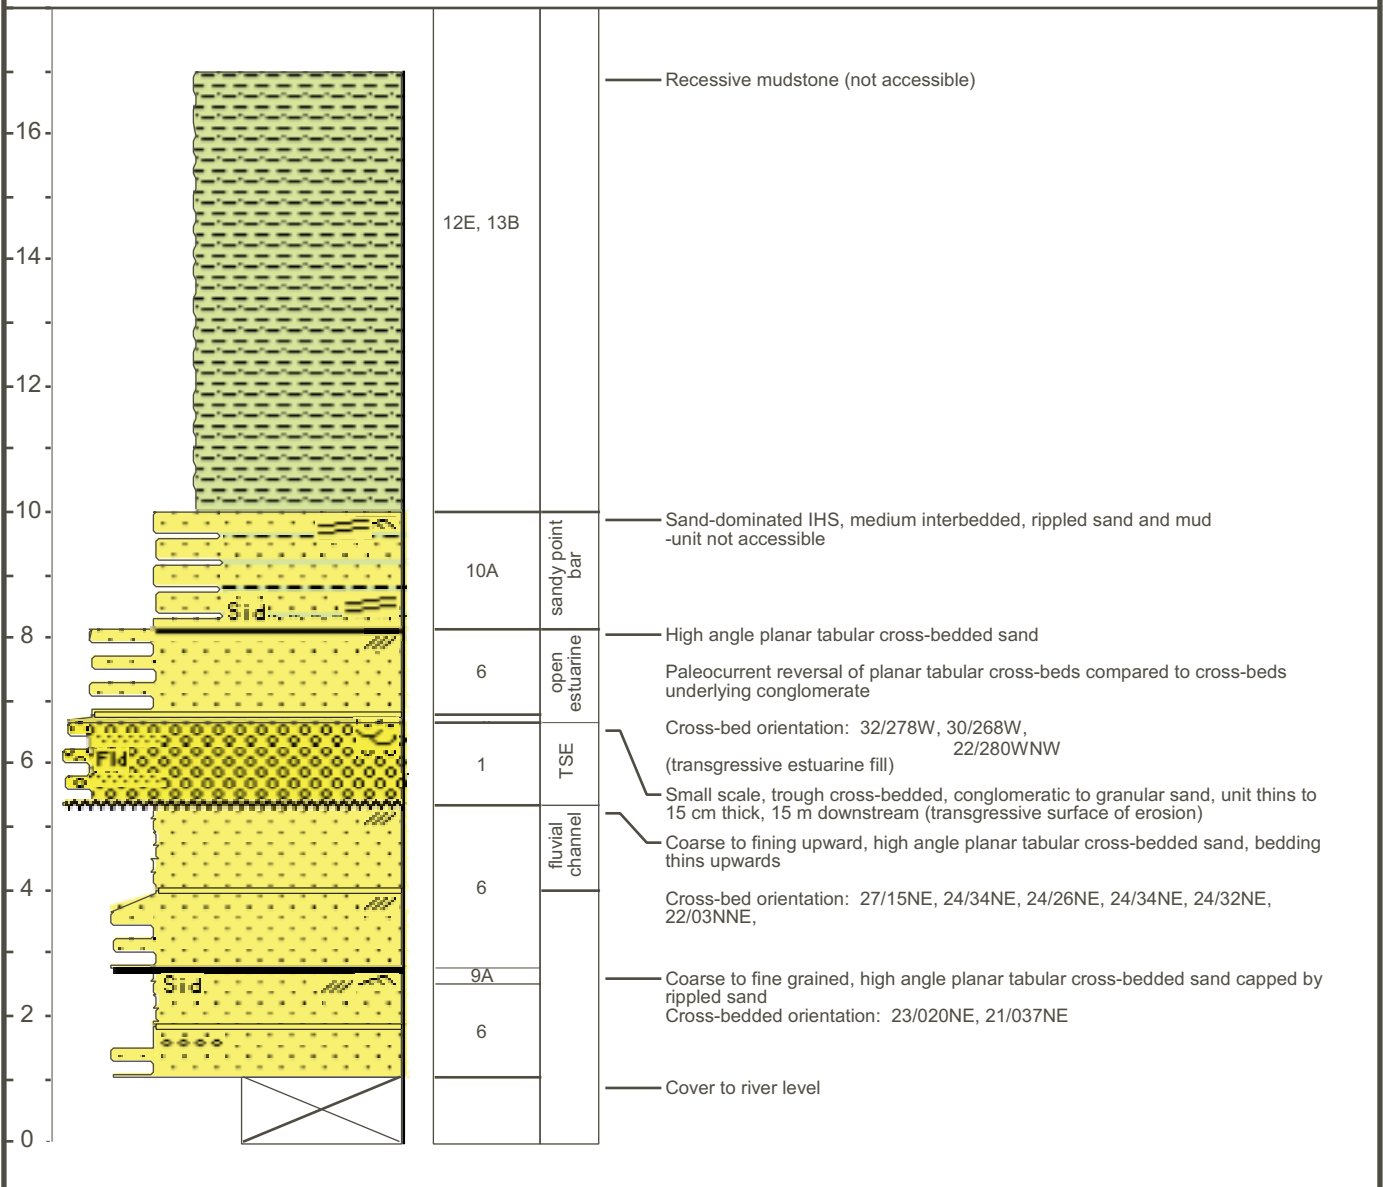 Recessive mudstone (not accessible)
16
12E, 13B
14
12
10
Sand-dominated IHS, medium interbedded, rippled sand and mud
-unit not accessible
sandy point
bar
10A
Sid
8
High angle planar tabular cross-bedded sand
open
estuarine
6
Paleocurrent reversal of planar tabular cross-beds compared to cross-beds
underlying conglomerate
Cross-bed orientation: 32/278W, 30/268W,
22/280WNW
(transgressive estuarine fill)
6
Fld
1
TSE
Small scale, trough cross-bedded, conglomeratic to granular sand, unit thins to
15 cm thick, 15 m downstream (transgressive surface of erosion)
fluvial
channel
Coarse to fining upward, high angle planar tabular cross-bedded sand, bedding
thins upwards
4
6
Cross-bed orientation: 27/15NE, 24/34NE, 24/26NE, 24/34NE, 24/32NE,
22/03NNE,
9A
Sid
Coarse to fine grained, high angle planar tabular cross-bedded sand capped by
rippled sand
Cross-bedded orientation: 23/020NE, 21/037NE
2
6
Cover to river level
0